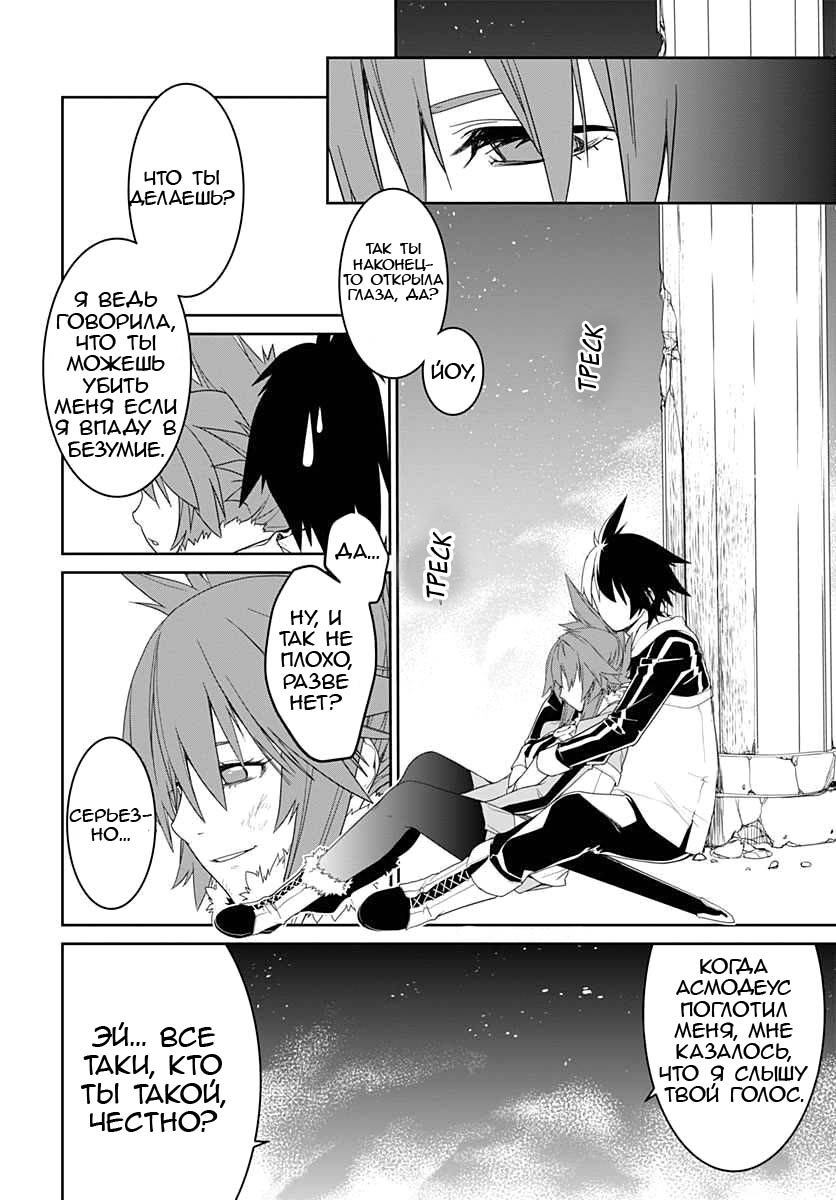 ЙОУ,
ТАК ТЫ
НАКОНЕЦ-
ТО ОТКРЫЛА
ГЛАЗА, ДА?
ТРЕСК
ТРЕСК
ЧТО ТЫ
ДЕЛАЕШЬ?
Я ВЕДЬ
ГОВОРИЛА,
ЧТО ТЫ
МОЖЕШЬ
УБИТЬ
МЕНЯ ЕСЛИ
Я ВПАДУ В
БЕЗУМИЕ.
ДА...
НУ, И
ТАК НЕ
ПЛОХО,
РАЗВЕ
НЕТ?
СЕРЬЕЗ-
НО...
КОГДА
АСМОДЕУС
ПОГЛОТИЛ
МЕНЯ, МНЕ
КАЗАЛОСЬ,
ЧТО Я СЛЫШУ
ТВОЙ ГОЛОС.
ЭЙ... ВСЕ
ТАКИ, КТО
ТЫ ТАКОЙ,
ЧЕСТНО?